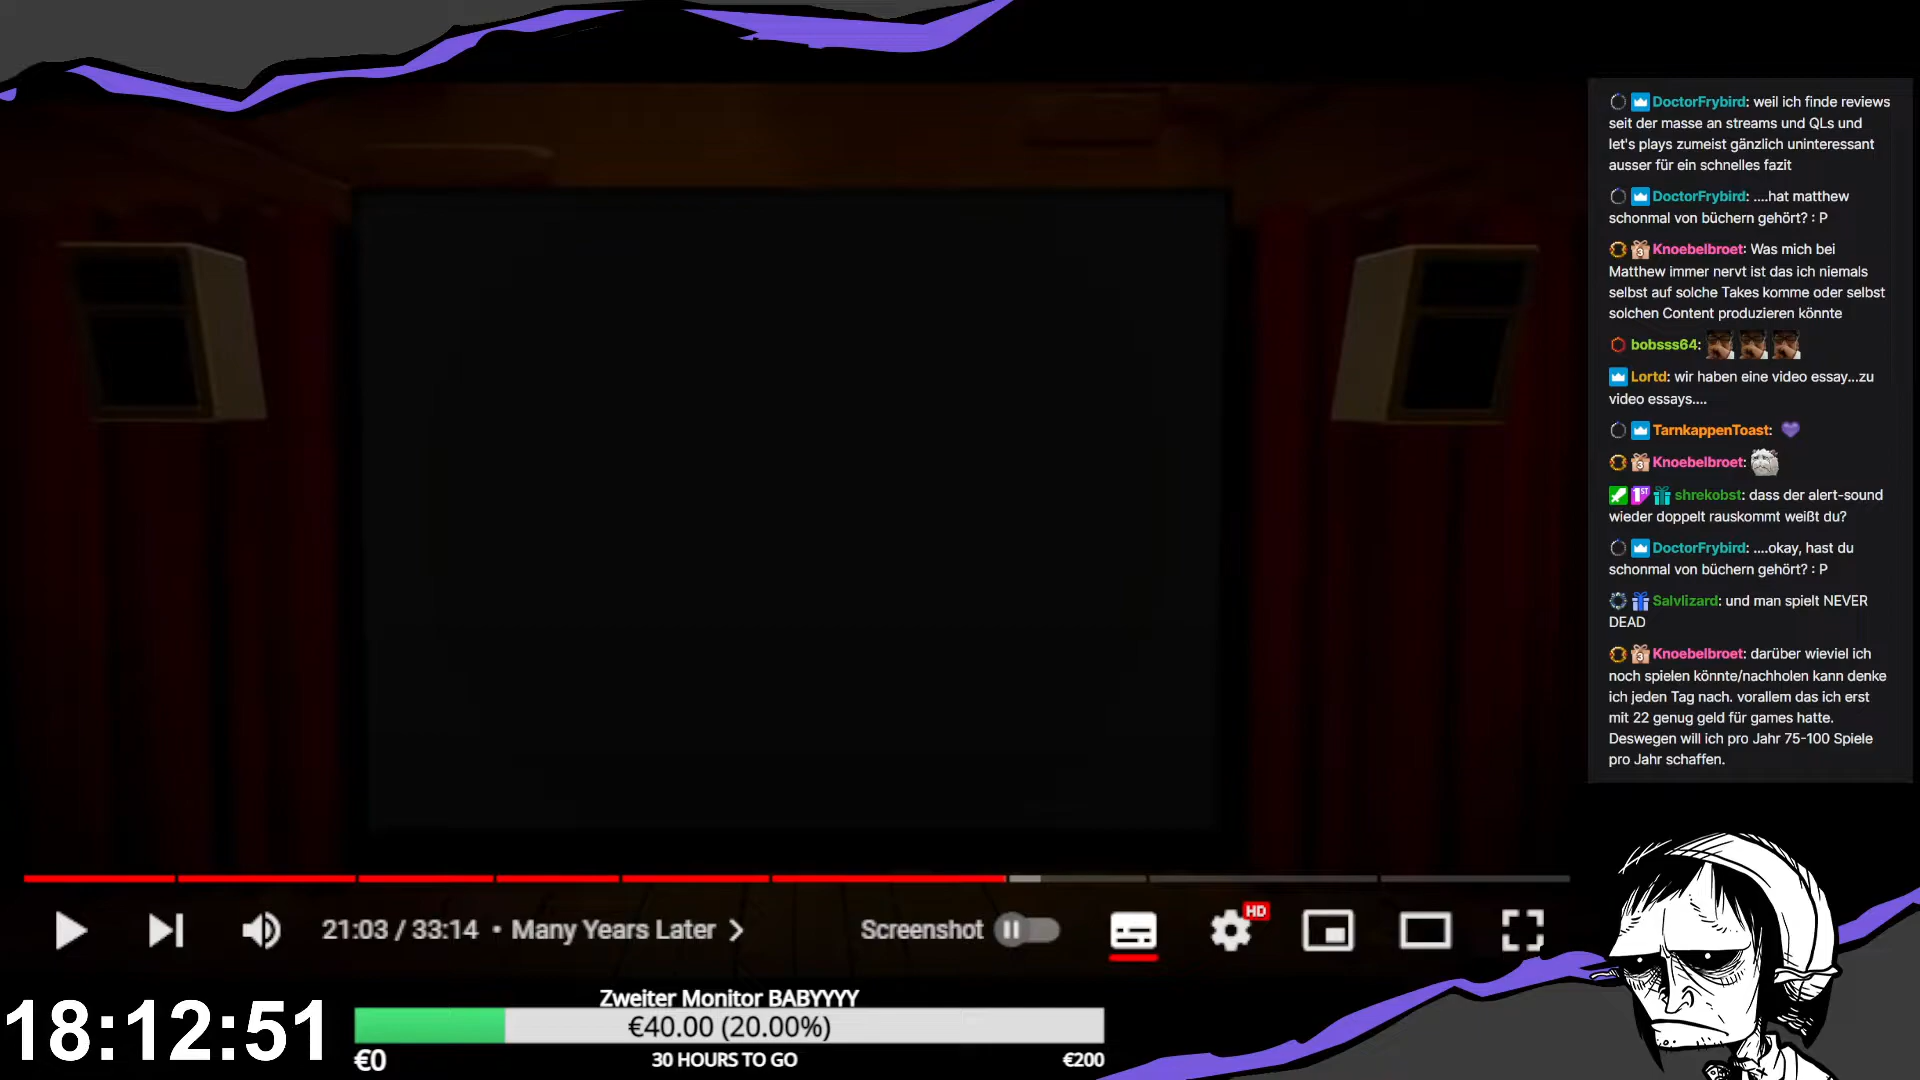 DoctorFrybird: weil ich finde reviews
seit der masse an streams und QLs und
let's plays zumeist gänzlich uninteressant
ausser für ein schnelles fazit
DoctorFrybird: ....hat matthew
schonmal von büchern gehört? : P
Knoebelbroet: Was mich bei
Matthew immer nervt ist das ich niemals
selbst auf solche Takes komme oder selbst
solchen Content produzieren könnte
bobsss64:
Lortd: wir haben eine video essay...zu
video essays....
TarnkappenToast:
Knoebelbroet:
1ST shrekobst: dass der alert-sound
wieder doppelt rauskommt weißt du?
DoctorFrybird: ....okay, hast du
schonmal von büchern gehört? : P
Salvlizard: und man spielt NEVER
DEAD
Knoebelbroet: darüber wieviel ich
noch spielen könnte/nachholen kann denke
ich jeden Tag nach. vorallem das ich erst
mit 22 genug geld für games hatte.
Deswegen will ich pro Jahr 75-100 Spiele
pro Jahr schaffen.
21:03 / 33:14 • Many Years Later
Screenshot
HD
18:12:51
Zweiter Monitor BABYYYY
€40.00 (20.00%)
€0 30 HOURS TO GO €200